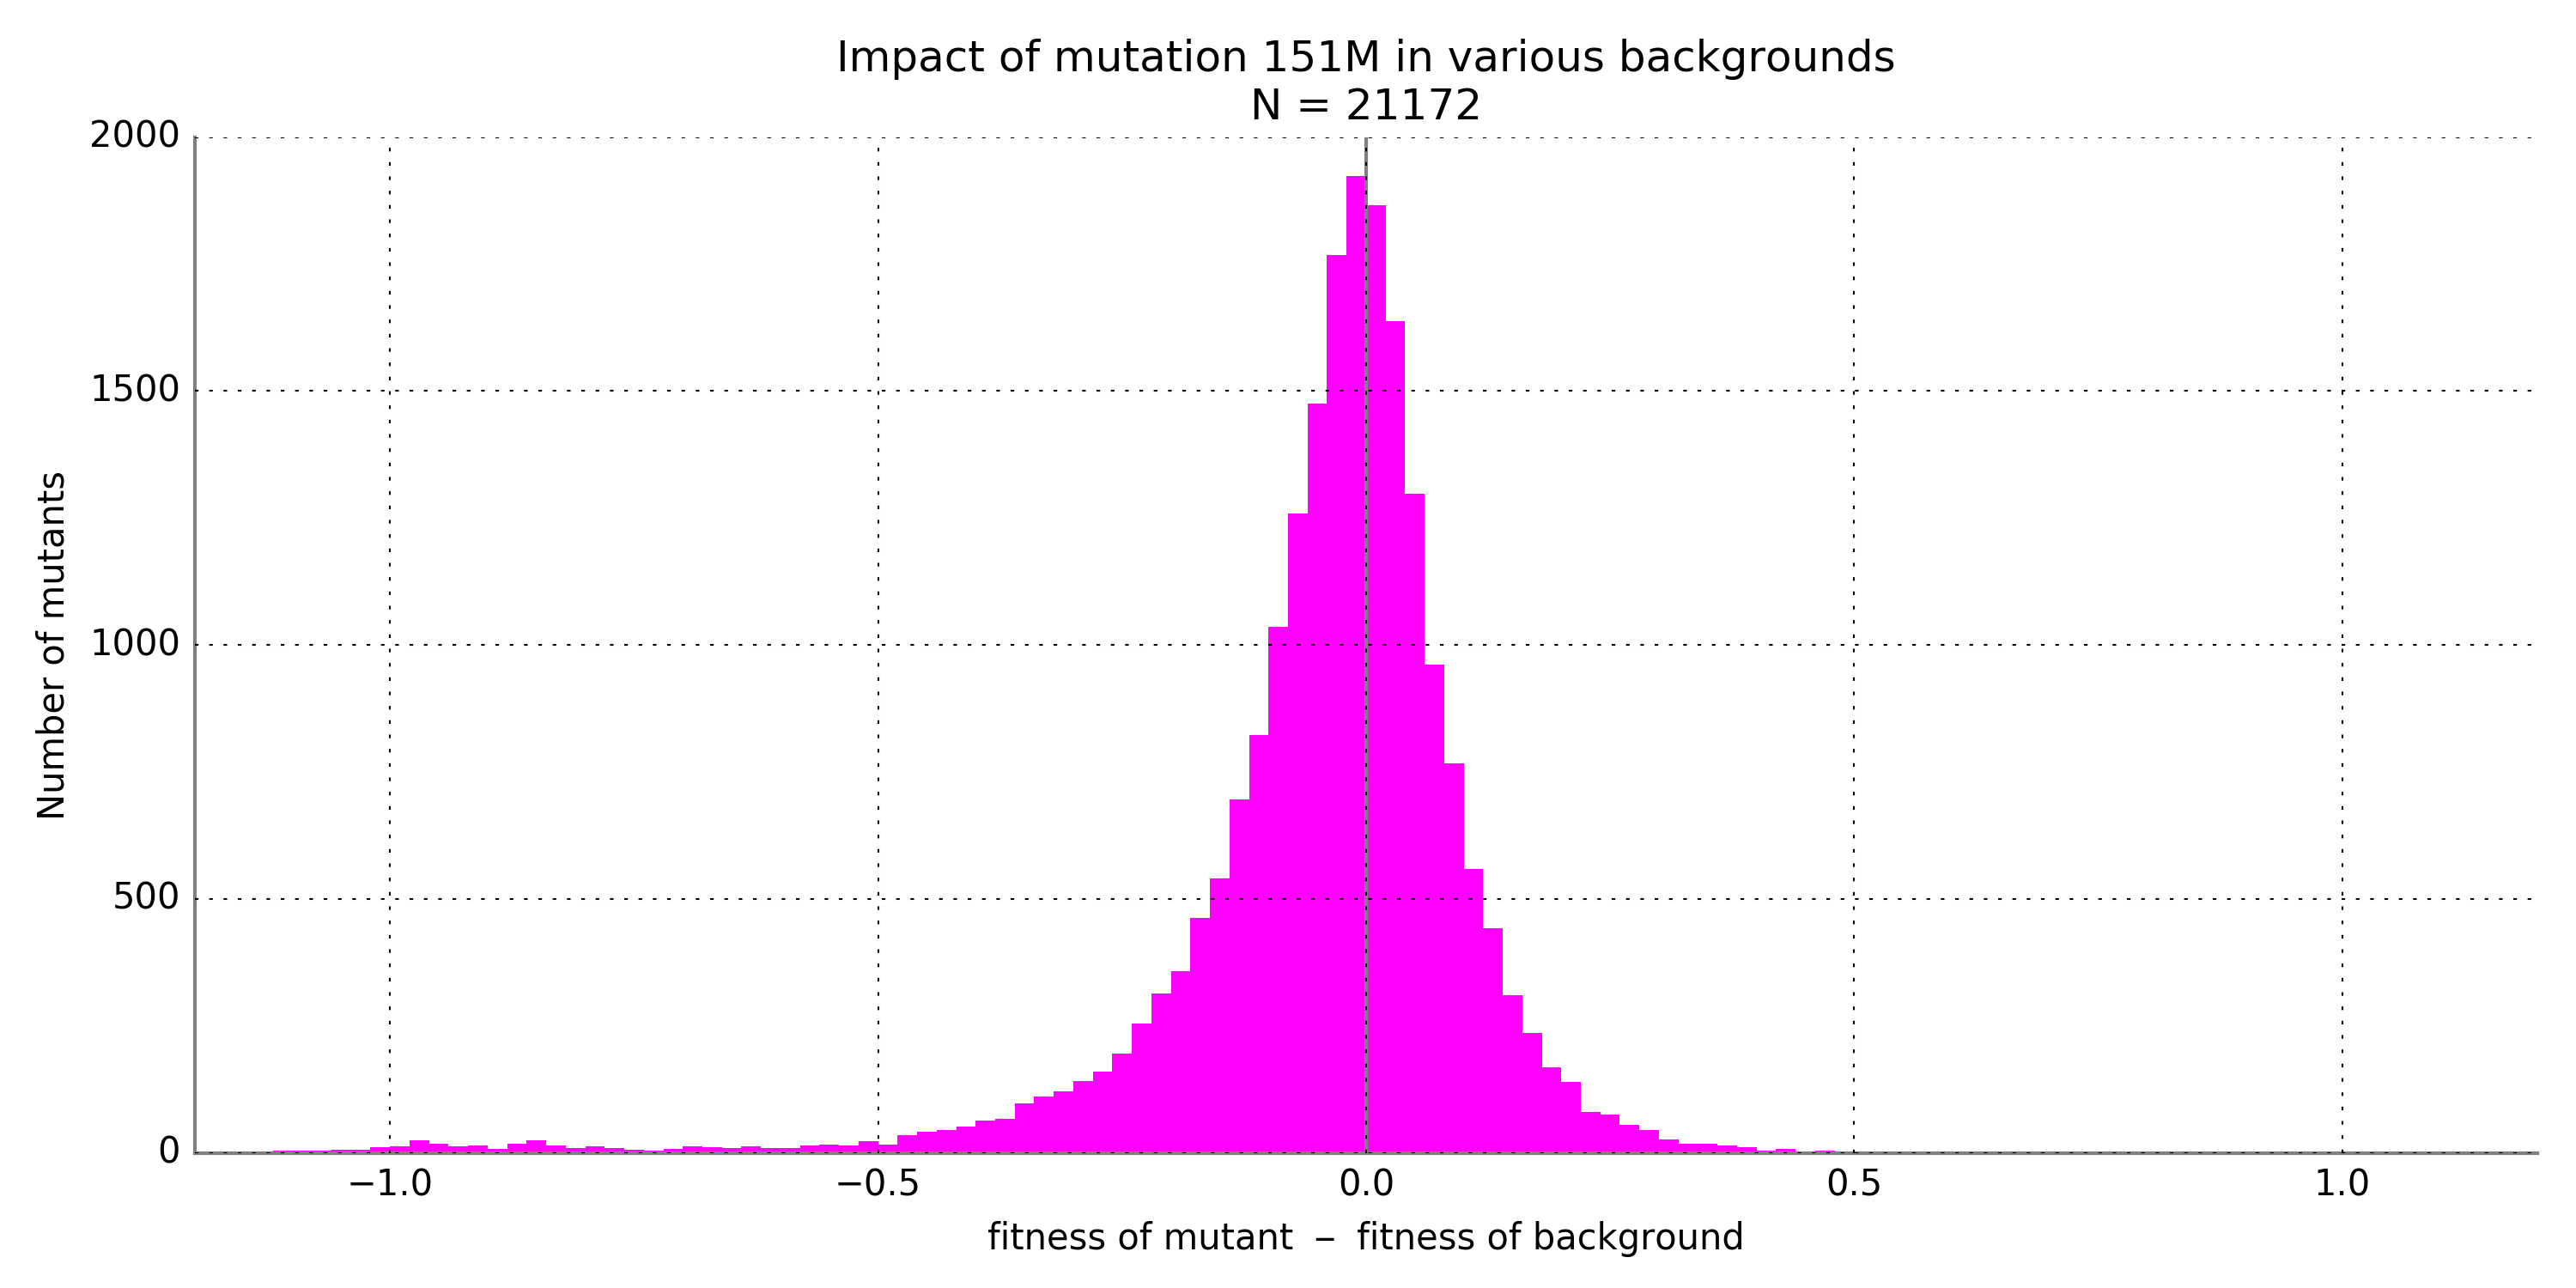 Impact of mutation 151M in various backgrounds
N = 21172
2000
1500
1000
500
0
Number of mutants
−1.0
−0.5
0.0
0.5
1.0
fitness of mutant – fitness of background